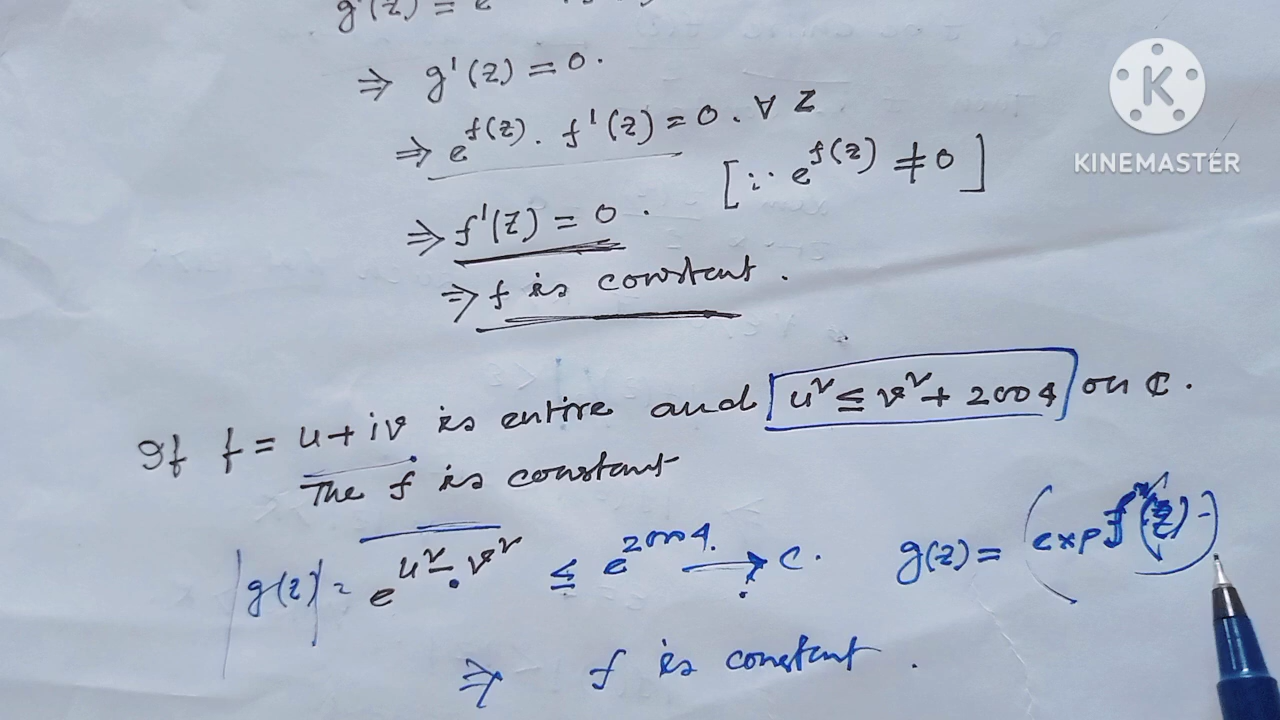 g'(z) = e
⇒ g'(z) = 0.
⇒ e^f(z). f'(z) = 0. ∀ z
[∵ e^f(z) ≠ 0]
⇒ f'(z) = 0.
⇒ f is constant.
If f = u + iv is entire and u² ≤ v² + 2004 on ℂ.
The f is constant
|g(z)| = e^u²-v² ≤ e^2004. → C. g(z) = (exp f²(z))
⇒ f is constant.
K
KINEMASTER